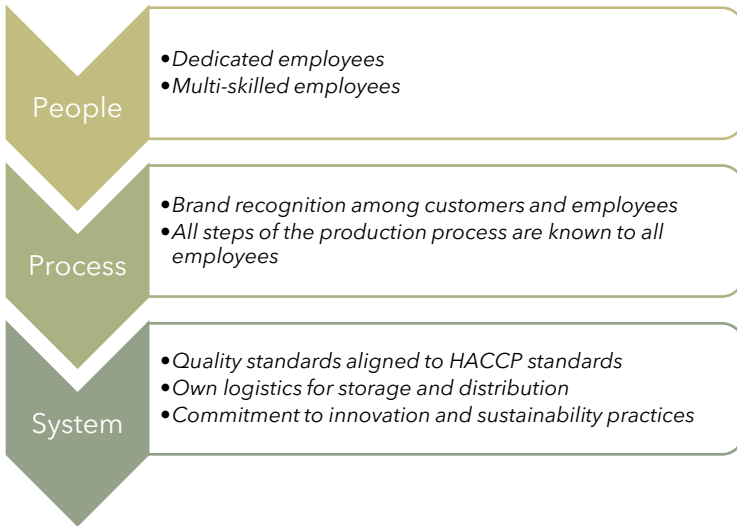 People
•Dedicated employees
•Multi-skilled employees
Process
•Brand recognition among customers and employees
•All steps of the production process are known to all
employees
System
•Quality standards aligned to HACCP standards
•Own logistics for storage and distribution
•Commitment to innovation and sustainability practices